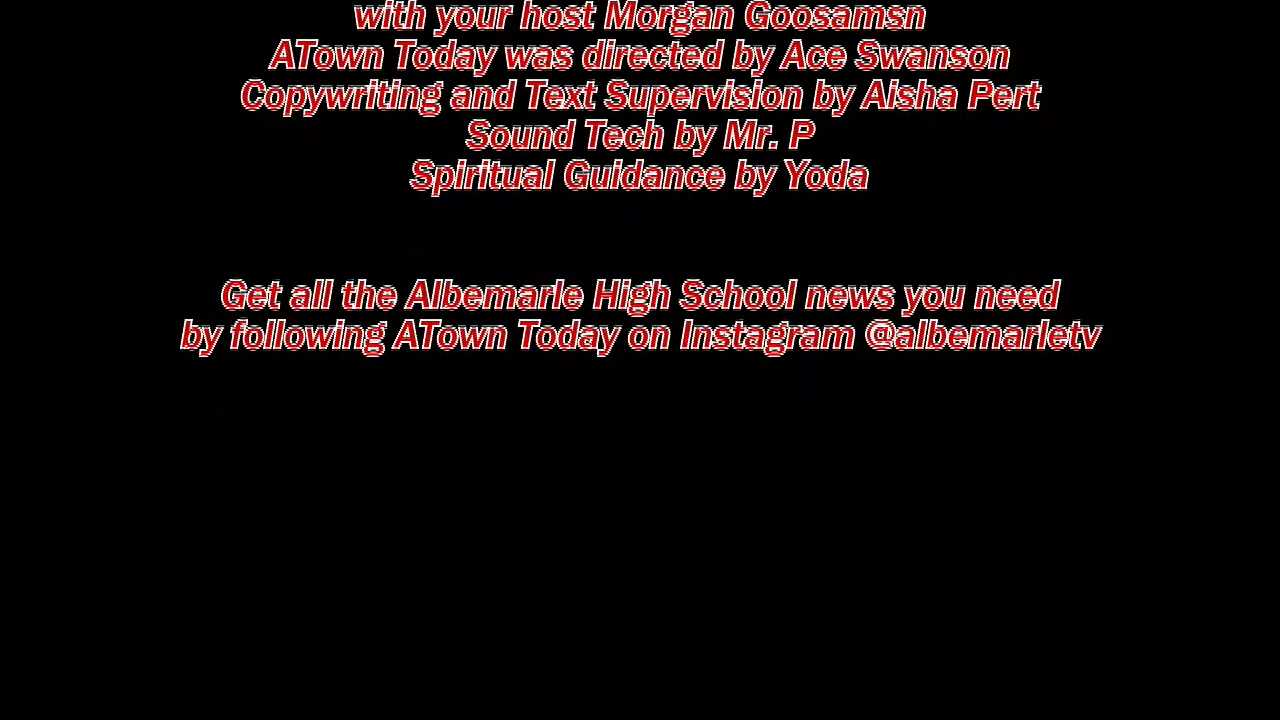 with your host Morgan Goosamsn
ATown Today was directed by Ace Swanson
Copywriting and Text Supervision by Aisha Pert
Sound Tech by Mr. P
Spiritual Guidance by Yoda
Get all the Albemarle High School news you need
by following ATown Today on Instagram @albemarletv